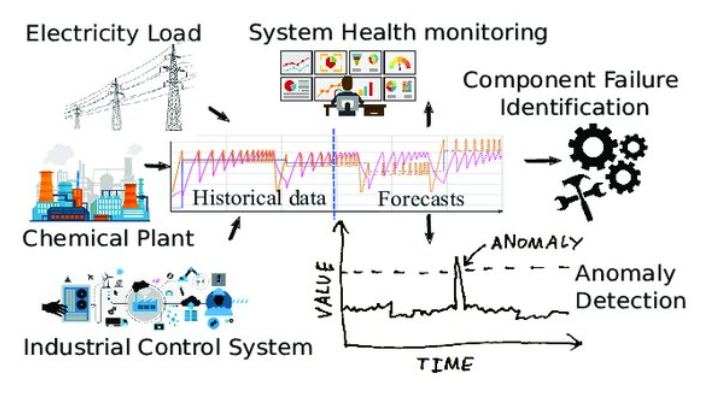 Electricity Load
System Health monitoring
Component Failure
Identification
Historical data
Forecasts
Chemical Plant
ANOMALY
VALUE
Anomaly
Detection
Industrial Control System
TIME